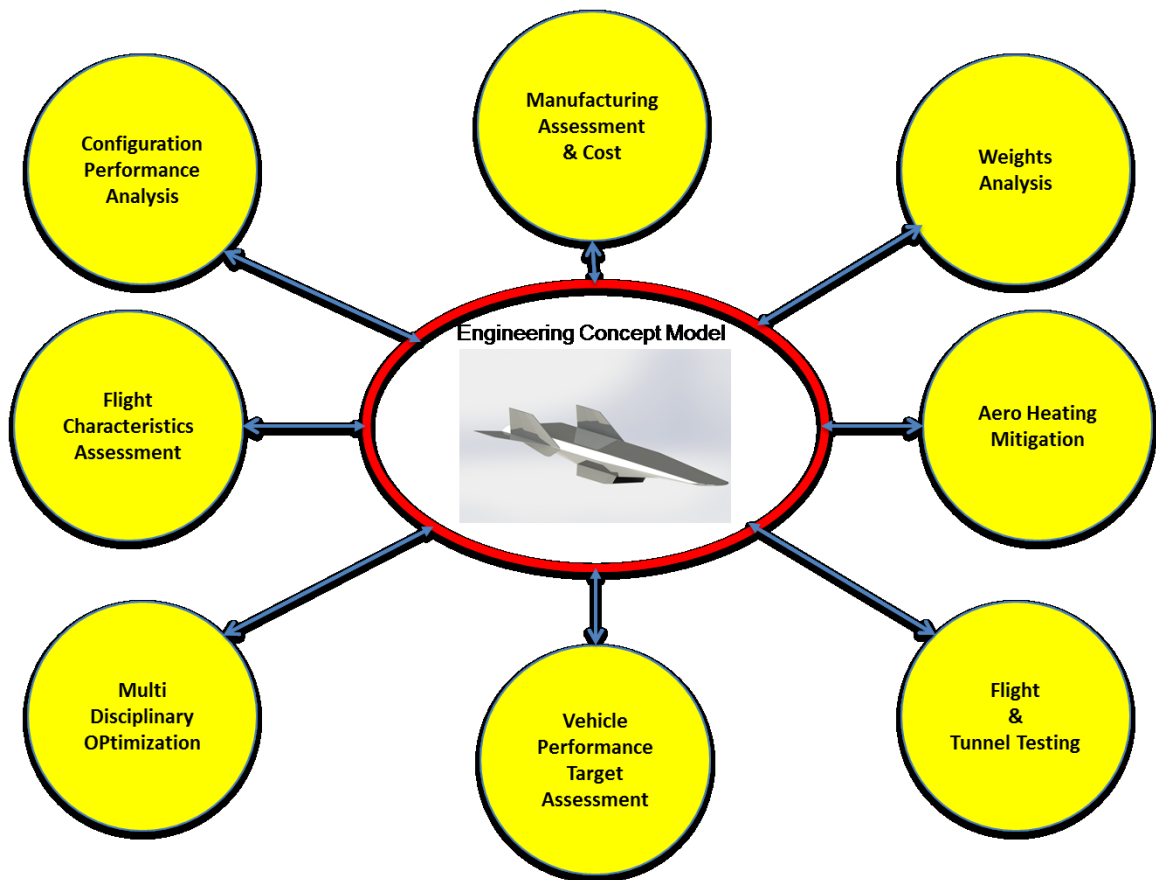 Manufacturing
Assessment
& Cost
Configuration
Performance
Analysis
Weights
Analysis
Engineering Concept Model
Flight
Characteristics
Assessment
Aero Heating
Mitigation
Multi
Disciplinary
OPtimization
Vehicle
Performance
Target
Assessment
Flight
&
Tunnel Testing